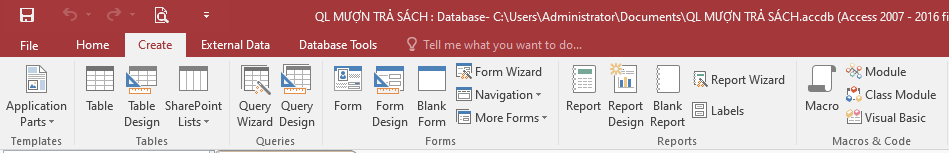 QL MƯỢN TRẢ SÁCH : Database- C:\Users\Administrator\Documents\QL MƯỢN TRẢ SÁCH.accdb (Access 2007 - 2016 fi
File Home Create External Data Database Tools Tell me what you want to do...
Application Parts
Table
Table Design
SharePoint Lists
Query Wizard
Query Design
Form
Form Design
Blank Form
Form Wizard
Navigation
More Forms
Report
Report Design
Blank Report
Report Wizard
Labels
Macro
Module
Class Module
Visual Basic
Templates Tables Queries Forms Reports Macros & Code